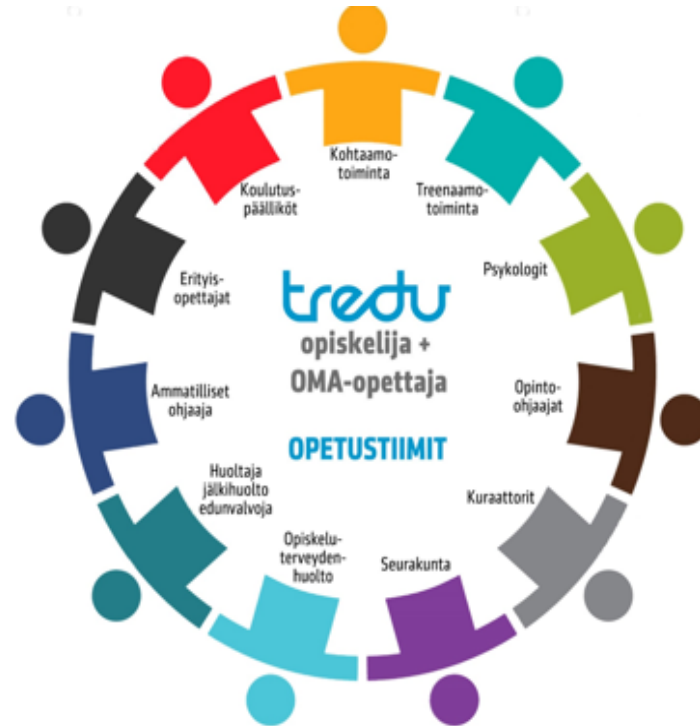 Kohtaamo-
toiminta
Treenaamo-
toiminta
Psykologit
Opinto-
ohjaajat
Kuraattorit
Seurakunta
Opiskelu-
terveyden-
huolto
Huoltaja
jälkihuolto
edunvalvoja
Ammatilliset
ohjaaja
Erityis-
opettajat
Koulutus-
päälliköt
tredu
opiskelija +
OMA-opettaja
OPETUSTIIMIT